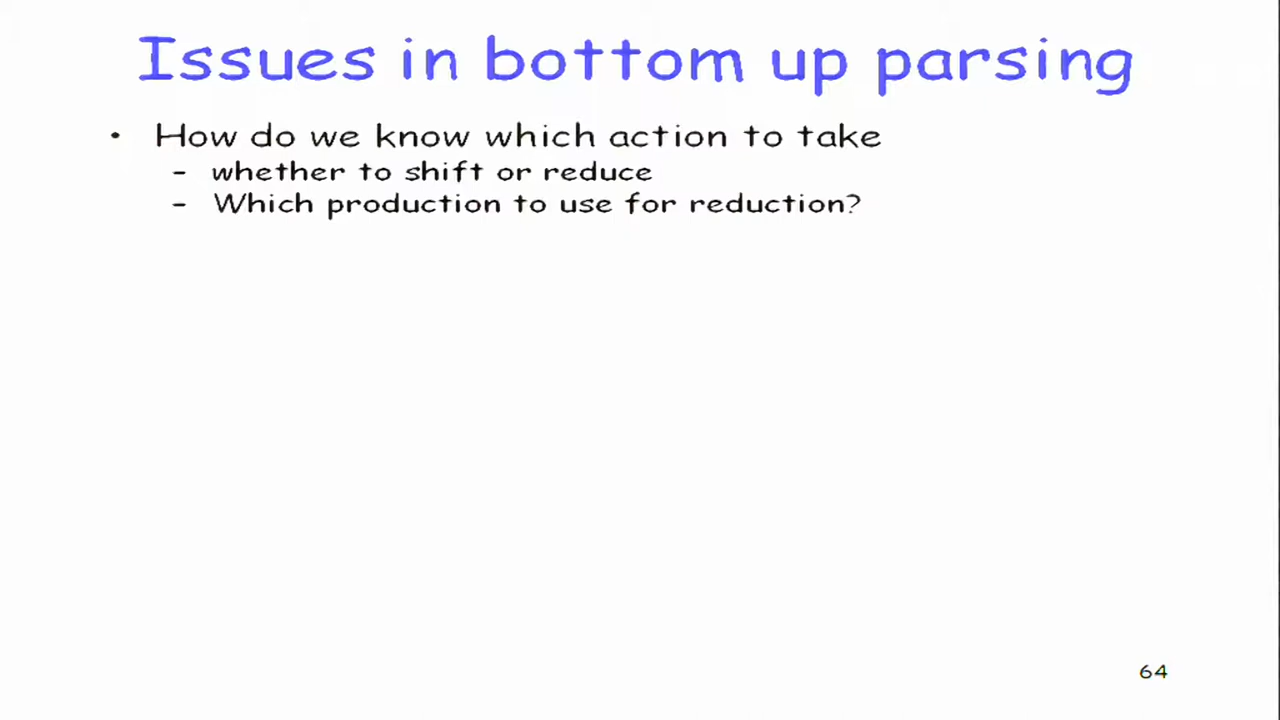 Issues in bottom up parsing
• How do we know which action to take
– whether to shift or reduce
– Which production to use for reduction?
64